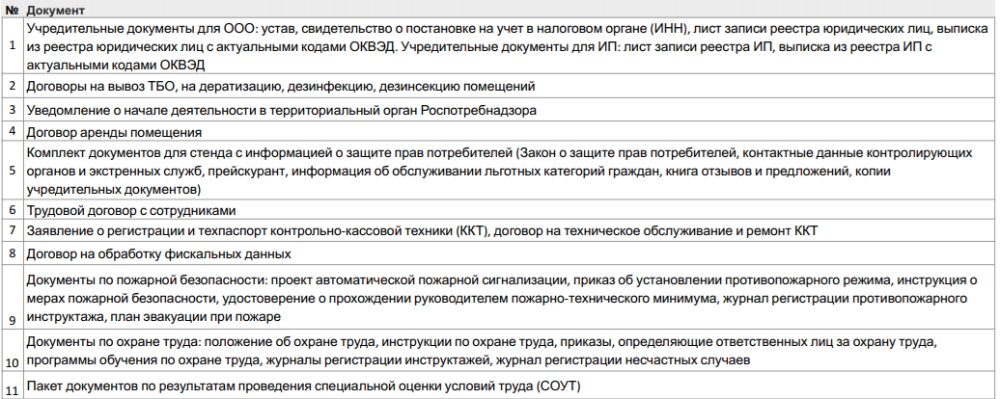 № Документ
1 Учредительные документы для ООО: устав, свидетельство о постановке на учет в налоговом органе (ИНН), лист записи реестра юридических лиц, выписка
из реестра юридических лиц с актуальными кодами ОКВЭД. Учредительные документы для ИП: лист записи реестра ИП, выписка из реестра ИП с
актуальными кодами ОКВЭД
2 Договоры на вывоз ТБО, на дератизацию, дезинфекцию, дезинсекцию помещений
3 Уведомление о начале деятельности в территориальный орган Роспотребнадзора
4 Договор аренды помещения
5 Комплект документов для стенда с информацией о защите прав потребителей (Закон о защите прав потребителей, контактные данные контролирующих
органов и экстренных служб, прейскурант, информация об обслуживании льготных категорий граждан, книга отзывов и предложений, копии
учредительных документов)
6 Трудовой договор с сотрудниками
7 Заявление о регистрации и техпаспорт контрольно-кассовой техники (ККТ), договор на техническое обслуживание и ремонт ККТ
8 Договор на обработку фискальных данных
9 Документы по пожарной безопасности: проект автоматической пожарной сигнализации, приказ об установлении противопожарного режима, инструкция о
мерах пожарной безопасности, удостоверение о прохождении руководителем пожарно-технического минимума, журнал регистрации противопожарного
инструктажа, план эвакуации при пожаре
10 Документы по охране труда: положение об охране труда, инструкции по охране труда, приказы, определяющие ответственных лиц за охрану труда,
программы обучения по охране труда, журналы регистрации инструктажей, журнал регистрации несчастных случаев
11 Пакет документов по результатам проведения специальной оценки условий труда (СОУТ)